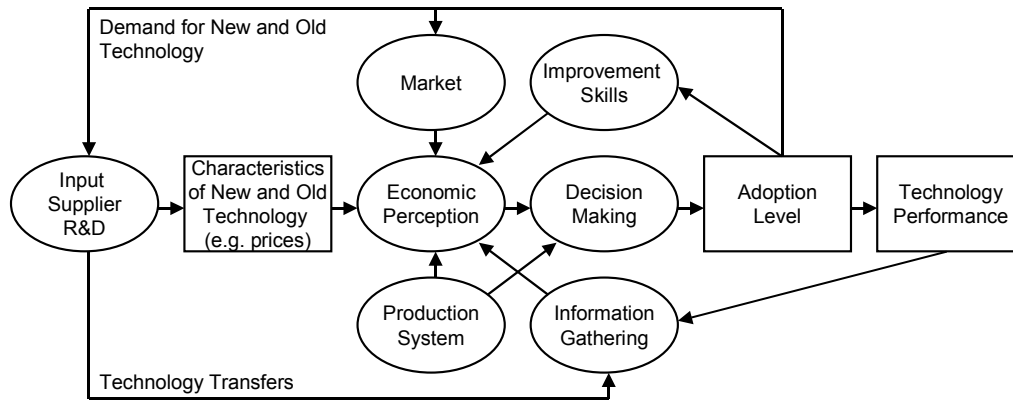 Demand for New and Old
Technology
Market
Improvement
Skills
Input
Supplier
R&D
Characteristics
of New and Old
Technology
(e.g. prices)
Economic
Perception
Decision
Making
Adoption
Level
Technology
Performance
Production
System
Information
Gathering
Technology Transfers